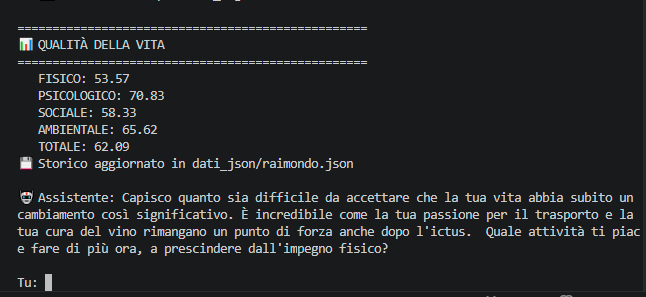 ==================================================
📊 QUALITÀ DELLA VITA
==================================================
FISICO: 53.57
PSICOLOGICO: 70.83
SOCIALE: 58.33
AMBIENTALE: 65.62
TOTALE: 62.09
💾 Storico aggiornato in dati_json/raimondo.json
🤖 Assistente: Capisco quanto sia difficile da accettare che la tua vita abbia subito un
cambiamento così significativo. È incredibile come la tua passione per il trasporto e la
tua cura del vino rimangano un punto di forza anche dopo l'ictus.  Quale attività ti piac
e fare di più ora, a prescindere dall'impegno fisico?
Tu: